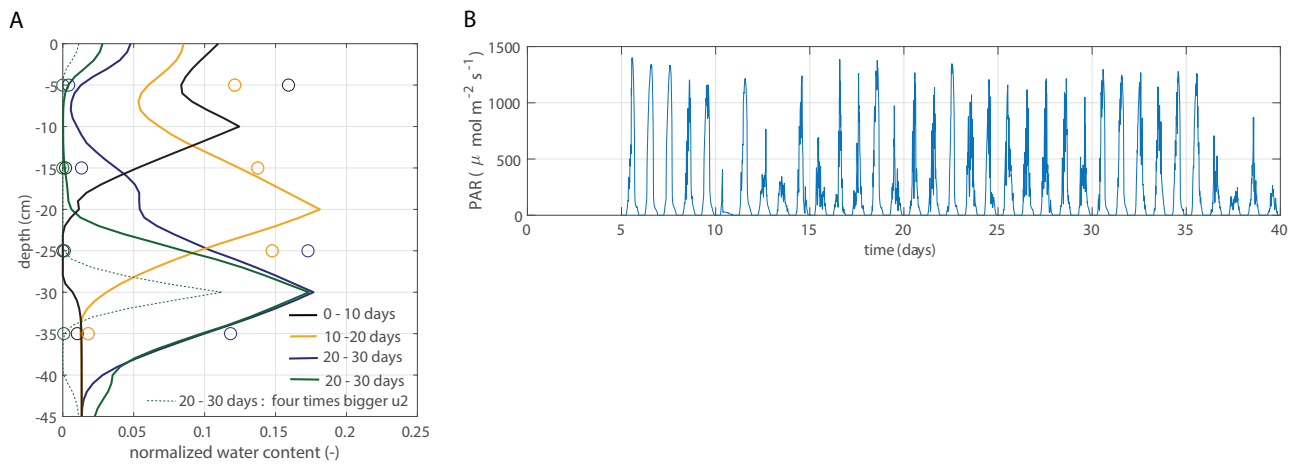 A
0
-5
-10
-15
-20
-25
-30
-35
-40
-45
depth (cm)
0 - 10 days
10 -20 days
20 - 30 days
20 - 30 days
20 - 30 days : four times bigger u2
0 0.05 0.1 0.15 0.2 0.25
normalized water content (-)
B
1500
1000
500
0
PAR ( μ mol m⁻² s⁻¹)
0 5 10 15 20 25 30 35 40
time (days)